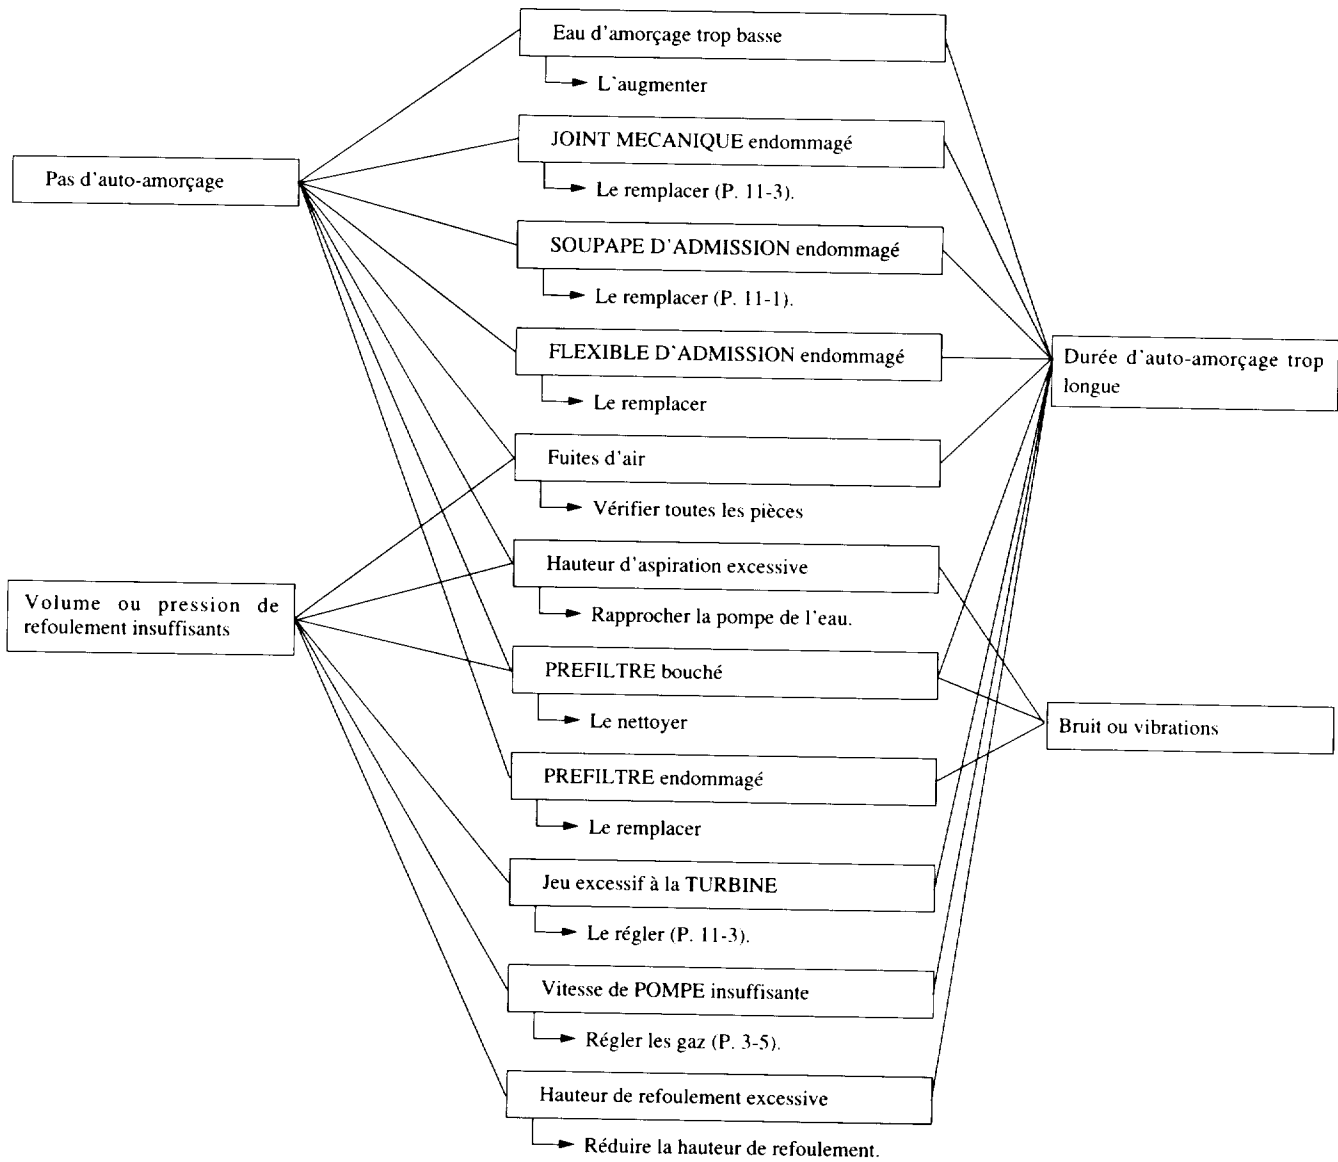 Eau d'amorçage trop basse
L'augmenter
JOINT MECANIQUE endommagé
Pas d'auto-amorçage
Le remplacer (P. 11-3).
SOUPAPE D'ADMISSION endommagé
Le remplacer (P. 11-1).
FLEXIBLE D'ADMISSION endommagé
Durée d'auto-amorçage trop
longue
Le remplacer
Fuites d'air
Vérifier toutes les pièces
Hauteur d'aspiration excessive
Volume ou pression de
refoulement insuffisants
Rapprocher la pompe de l'eau.
PREFILTRE bouché
Le nettoyer
Bruit ou vibrations
PREFILTRE endommagé
Le remplacer
Jeu excessif à la TURBINE
Le régler (P. 11-3).
Vitesse de POMPE insuffisante
Régler les gaz (P. 3-5).
Hauteur de refoulement excessive
Réduire la hauteur de refoulement.